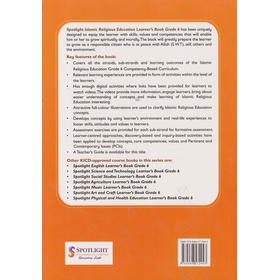 Spotlight Islamic Religious Education Learner's Book Grade 6 has been uniquely
designed to equip the learner with skills, values and competencies that will enable
him or her to grow spiritually and morally. The book will greatly prepare the learner
to grow as a responsible citizen who is at peace with Allah (S.W.T), self, others and
the environment.
Key features of the book:
• Covers all the strands, sub-strands and learning outcomes of the Islamic
Religious Education Grade 6 Competency-Based Curriculum.
• Relevant learning experiences are provided in form of activities within the level of
the learners.
• Has enough digital activities where links have been provided for learners to
watch videos. The videos provide more information, enlarge learners, bring about
easier understanding of concepts and make learning of Islamic Religious
Education interesting.
• Attractive full-colour illustrations are used to clarify Islamic Religious Education
concepts.
• Develops concepts by using learner's environment and real-life experiences to
foster skills, attitudes and values in learners.
• Assessment exercises are provided for each sub-strand for formative assessment.
• Learner-centred approaches, discovery-based and inquiry-based activities have
been applied to develop concepts, core competencies, values and Pertinent and
Contemporary Issues (PCIs).
• A Teacher's Guide is available for this title.
Other KICD-approved course books in this series are:
• Spotlight English Learner's Book Grade 6
• Spotlight Science and Technology Learner's Book Grade 6
• Spotlight Social Studies Learner's Book Grade 6
• Spotlight Agriculture Learner's Book Grade 6
• Spotlight Music Learner's Book Grade 6
• Spotlight Art and Craft Learner's Book Grade 6
• Spotlight Physical and Health Education Learner's Book Grade 6
SPOTLIGHT